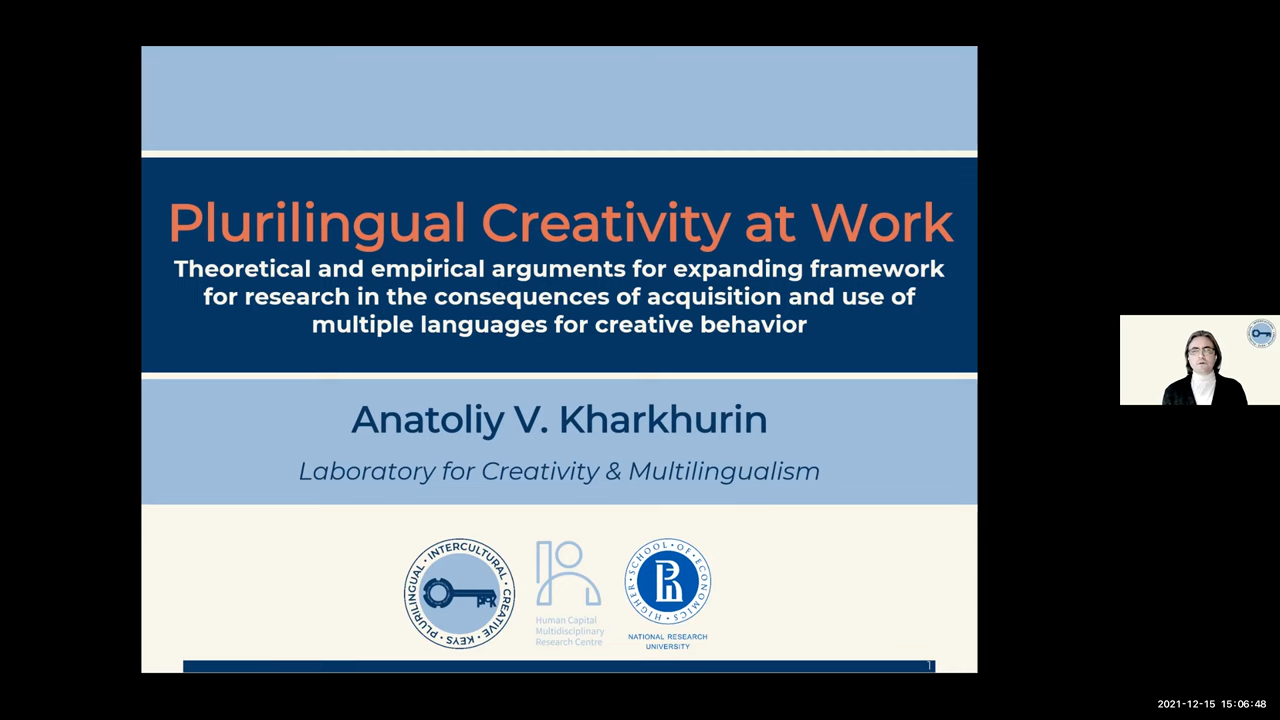 Plurilingual Creativity at Work
Theoretical and empirical arguments for expanding framework
for research in the consequences of acquisition and use of
multiple languages for creative behavior
Anatoliy V. Kharkhurin
Laboratory for Creativity & Multilingualism
PLURILINGUAL • INTERCULTURAL • CREATIVE KEYS •
Human Capital
Multidisciplinary
Research Centre
HIGHER • SCHOOL • OF • ECONOMICS •
NATIONAL RESEARCH
UNIVERSITY
1
2021-12-15 15:06:48